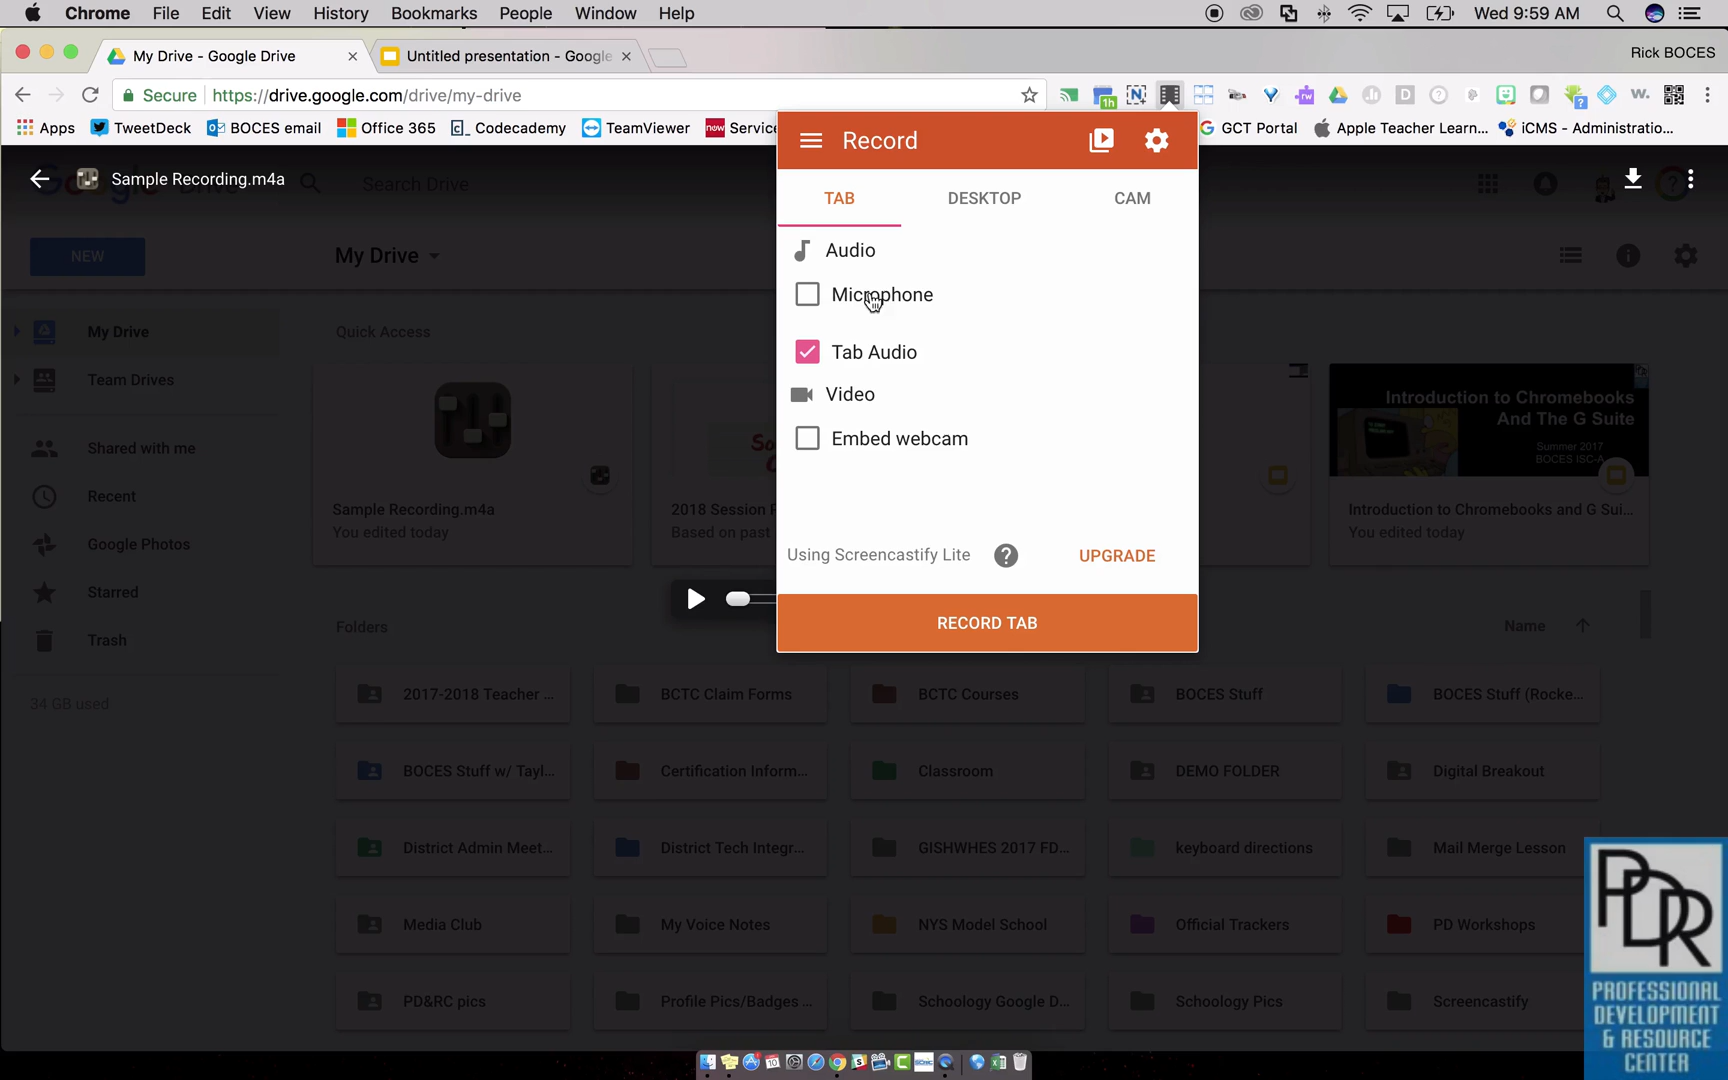 Chrome File Edit View History Bookmarks People Window Help Wed 9:59 AM
My Drive - Google Drive Untitled presentation - Google Rick BOCES
Secure https://drive.google.com/drive/my-drive 1h
Apps TweetDeck BOCES email Office 365 Codecademy TeamViewer now Service GCT Portal Apple Teacher Learn... iCMS - Administratio...
Record
Sample Recording.m4a Search Drive
TAB DESKTOP CAM
NEW My Drive
Audio
Microphone
Tab Audio
Video
Embed webcam
My Drive Quick Access
Team Drives
Shared with me
Recent
Google Photos
Starred
Trash
34 GB used
Introduction to Chromebooks
And The G Suite
Summer 2017
BOCES ISC-A
Sample Recording.m4a 2018 Session Introduction to Chromebooks and G Sui...
You edited today Based on past You edited today
Using Screencastify Lite ? UPGRADE
RECORD TAB
Folders Name
2017-2018 Teacher ... BCTC Claim Forms BCTC Courses BOCES Stuff BOCES Stuff (Rocke...
BOCES Stuff w/ Tayl... Certification Inform... Classroom DEMO FOLDER Digital Breakout
District Admin Meet... District Tech Integr... GISHWHES 2017 FD... keyboard directions Mail Merge Lesson
Media Club My Voice Notes NYS Model School Official Trackers PD Workshops
PD&RC pics Profile Pics/Badges ... Schoology Google D... Schoology Pics Screencastify
PDR
PROFESSIONAL
DEVELOPMENT
& RESOURCE
CENTER